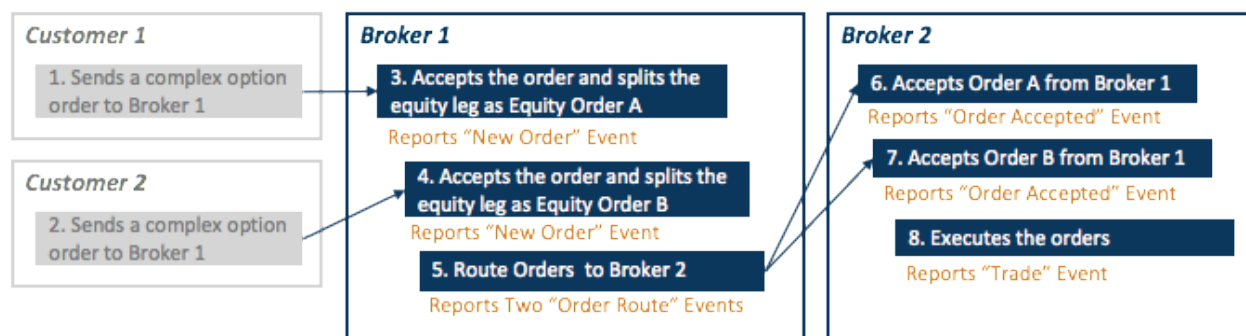 Customer 1
1. Sends a complex option
order to Broker 1
Customer 2
2. Sends a complex option
order to Broker 1
Broker 1
3. Accepts the order and splits the
equity leg as Equity Order A
Reports “New Order” Event
4. Accepts the order and splits the
equity leg as Equity Order B
Reports “New Order” Event
5. Route Orders to Broker 2
Reports Two “Order Route” Events
Broker 2
6. Accepts Order A from Broker 1
Reports “Order Accepted” Event
7. Accepts Order B from Broker 1
Reports “Order Accepted” Event
8. Executes the orders
Reports “Trade” Event